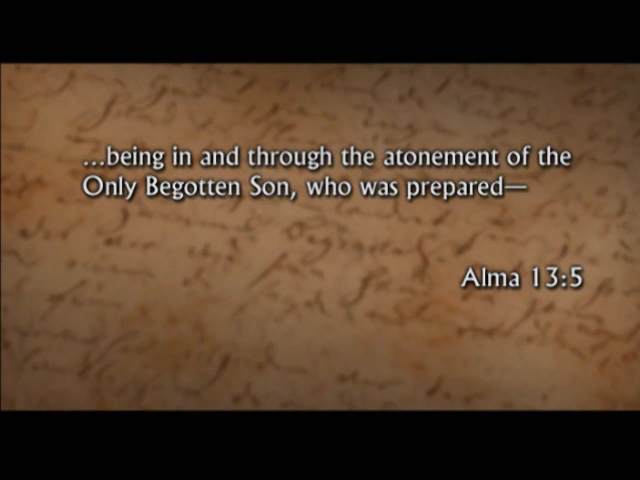 ...being in and through the atonement of the
Only Begotten Son, who was prepared—
Alma 13:5